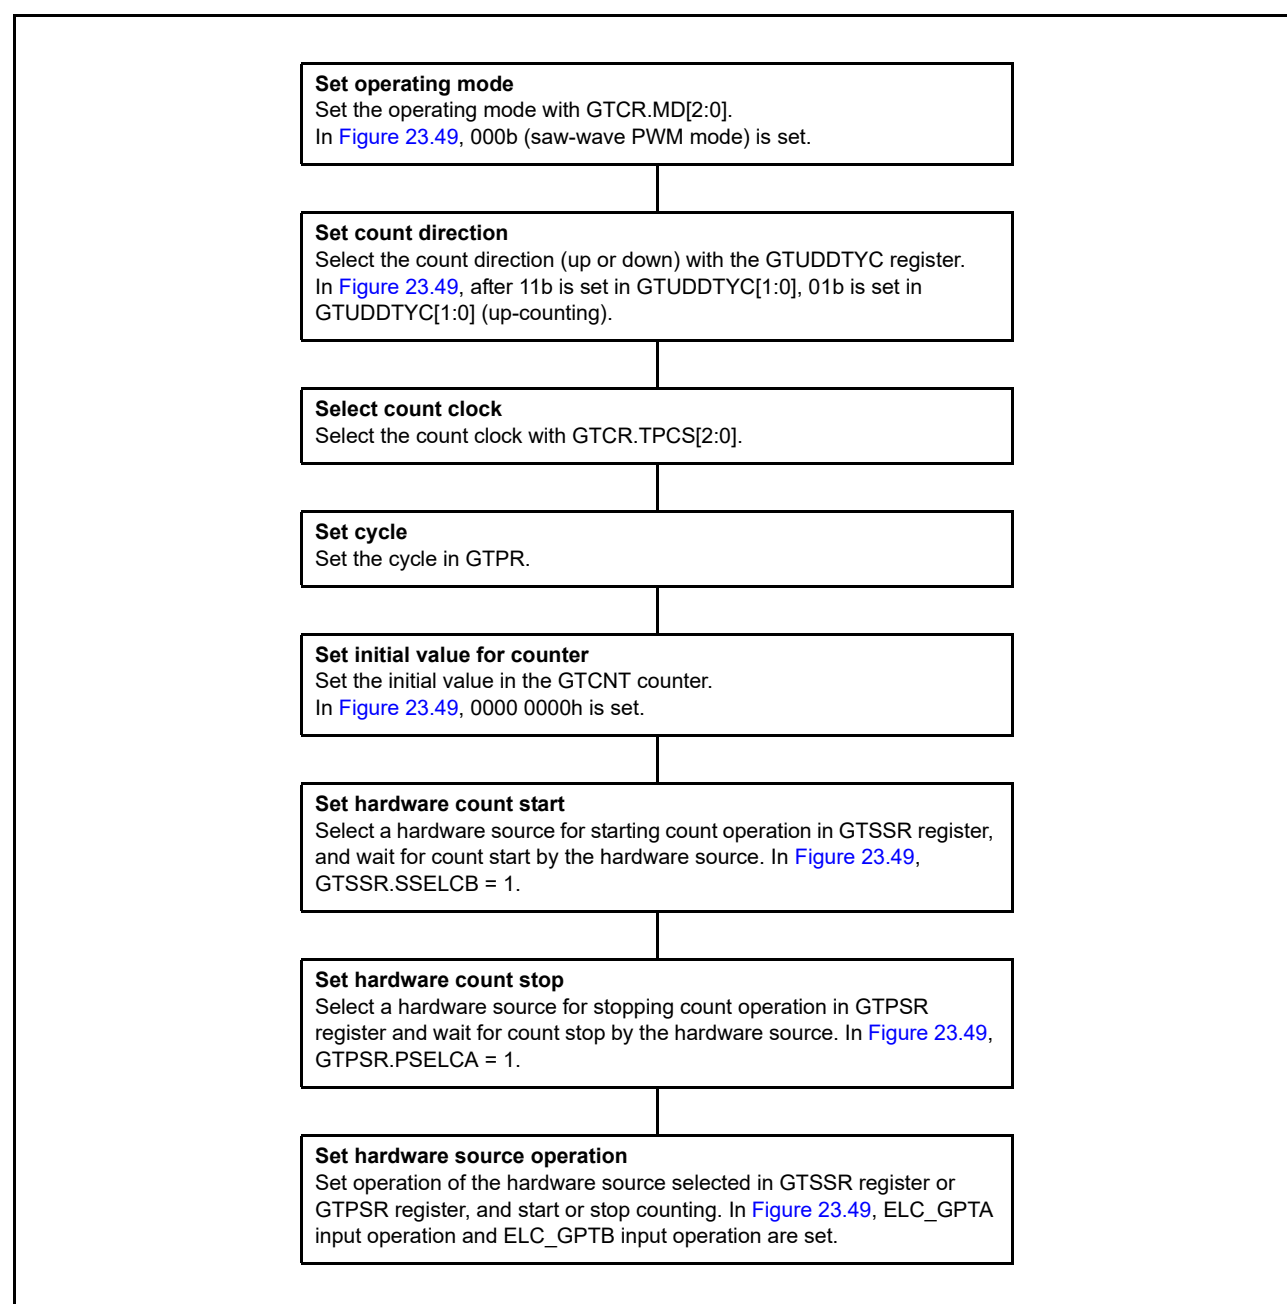 Set operating mode
Set the operating mode with GTCR.MD[2:0].
In Figure 23.49, 000b (saw-wave PWM mode) is set.
Set count direction
Select the count direction (up or down) with the GTUDDTYC register.
In Figure 23.49, after 11b is set in GTUDDTYC[1:0], 01b is set in
GTUDDTYC[1:0] (up-counting).
Select count clock
Select the count clock with GTCR.TPCS[2:0].
Set cycle
Set the cycle in GTPR.
Set initial value for counter
Set the initial value in the GTCNT counter.
In Figure 23.49, 0000 0000h is set.
Set hardware count start
Select a hardware source for starting count operation in GTSSR register,
and wait for count start by the hardware source. In Figure 23.49,
GTSSR.SSELCB = 1.
Set hardware count stop
Select a hardware source for stopping count operation in GTPSR
register and wait for count stop by the hardware source. In Figure 23.49,
GTPSR.PSELCA = 1.
Set hardware source operation
Set operation of the hardware source selected in GTSSR register or
GTPSR register, and start or stop counting. In Figure 23.49, ELC_GPTA
input operation and ELC_GPTB input operation are set.